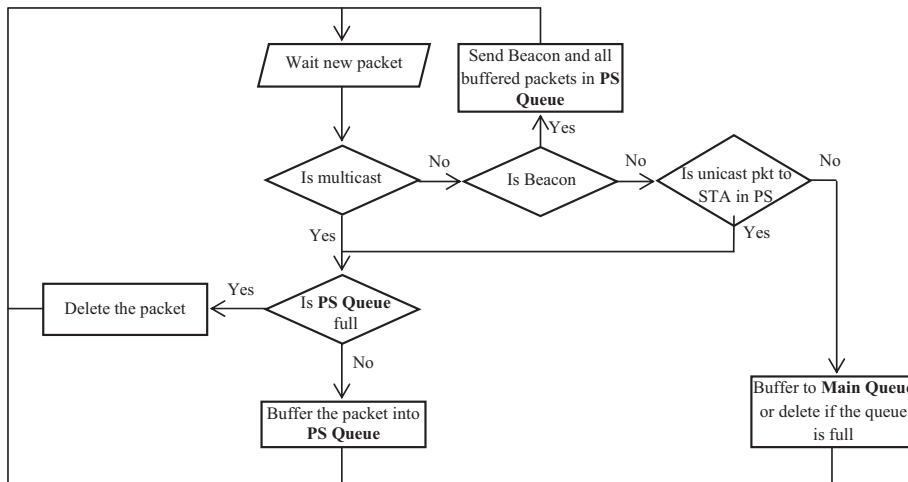 Wait new packet
Send Beacon and all
buffered packets in PS
Queue
Yes
Is multicast
No
Is Beacon
No
Is unicast pkt to
STA in PS
No
Yes
Yes
Delete the packet
Yes
Is PS Queue
full
No
Buffer the packet into
PS Queue
Buffer to Main Queue
or delete if the queue
is full